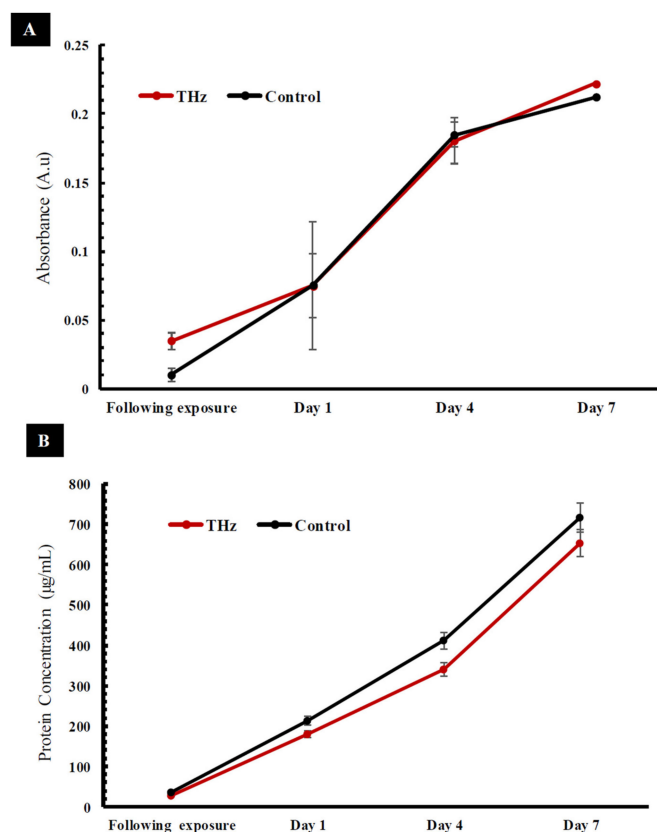 A
Absorbance (A.u)
0.25
0.2
0.15
0.1
0.05
0
THz Control
Following exposure Day 1 Day 4 Day 7
B
Protein Concentration (µg/mL)
800
700
600
500
400
300
200
100
0
THz Control
Following exposure Day 1 Day 4 Day 7